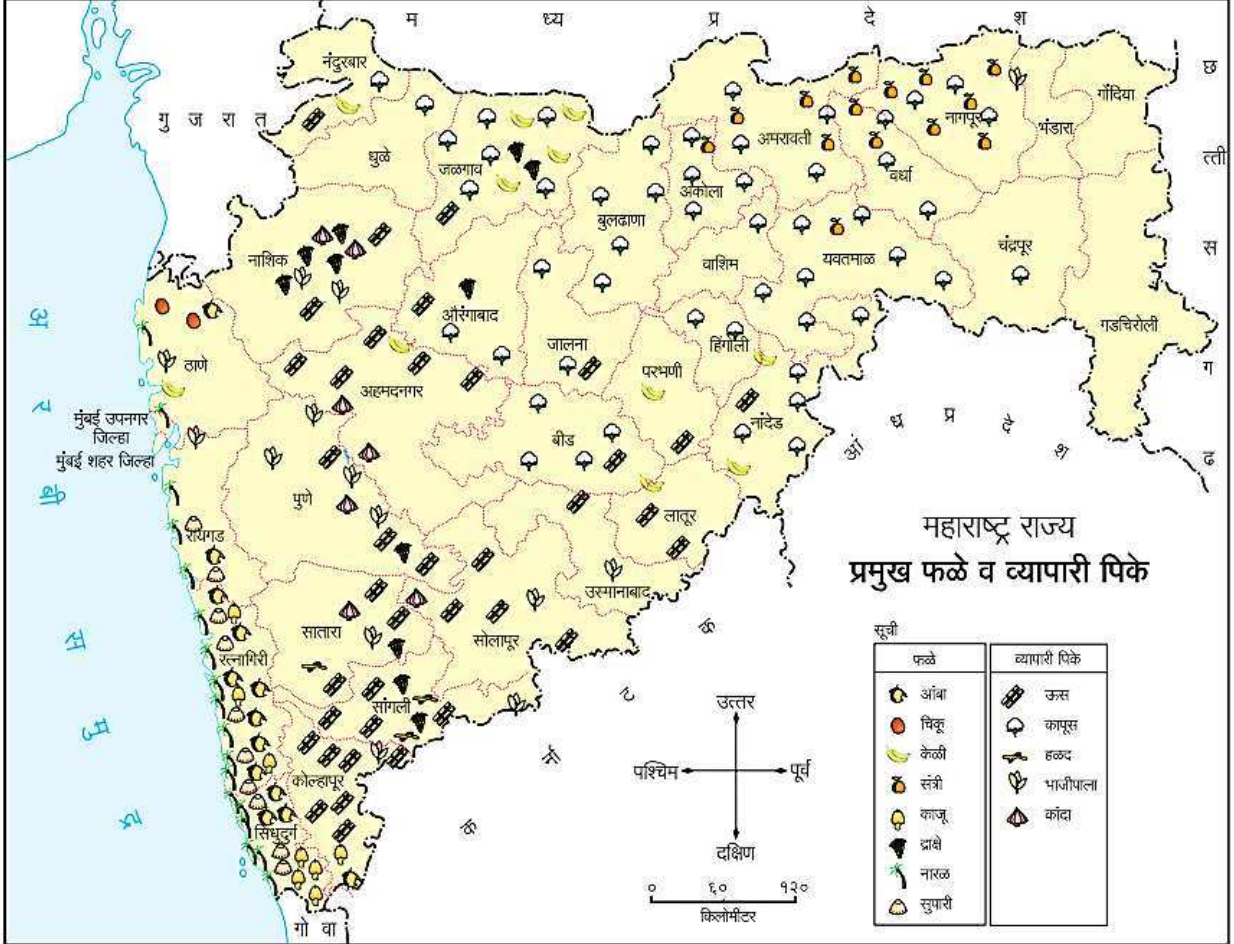 म ध्य प्र दे श
नंदुरबार
छ
गोंदिया
गु ज रा त
नागपूर
भंडारा
अमरावती
धुळे
त्ती
जळगाव
वर्धा
अकोला
बुलढाणा
चंद्रपूर
स
नाशिक
वाशिम
यवतमाळ
औरंगाबाद
ग
ढ
गडचिरोली
अ र बी स मु द्र
जालना
हिंगोली
ठाणे
परभणी
अहमदनगर
ग
मुंबई उपनगर
जिल्हा
मुंबई शहर जिल्हा
नांदेड
आं ध्र प्र दे श
बीड
ढ
पुणे
लातूर
रायगड
महाराष्ट्र राज्य
प्रमुख फळे व व्यापारी पिके
उस्मानाबाद
सातारा
सोलापूर
क र्ना ट क
रत्नागिरी
सांगली
कोल्हापूर
सिंधुदुर्ग
गो वा
उत्तर
पश्चिम पूर्व
दक्षिण
० ६० १२०
किलोमीटर
सूची
फळे
आंबा
चिकू
केळी
संत्री
काजू
द्राक्षे
नारळ
सुपारी
व्यापारी पिके
ऊस
कापूस
हळद
भाजीपाला
कांदा